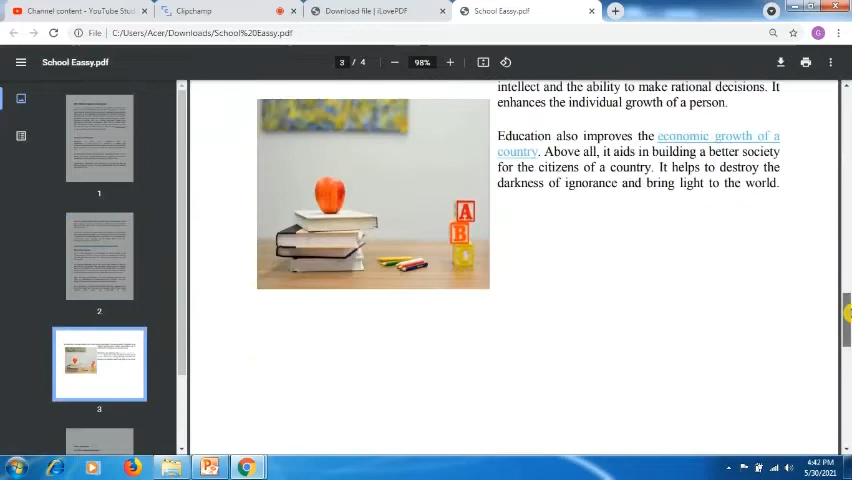 Channel content - YouTube Stud
Clipchamp
Download file | iLovePDF
School Eassy.pdf
File
C:/Users/Acer/Downloads/School%20Eassy.pdf
G
School Eassy.pdf
3 / 4
98%
intellect and the ability to make rational decisions. It
enhances the individual growth of a person.
Education also improves the economic growth of a
country. Above all, it aids in building a better society
for the citizens of a country. It helps to destroy the
darkness of ignorance and bring light to the world.
A
B
1
2
3
4:42 PM
5/30/2021